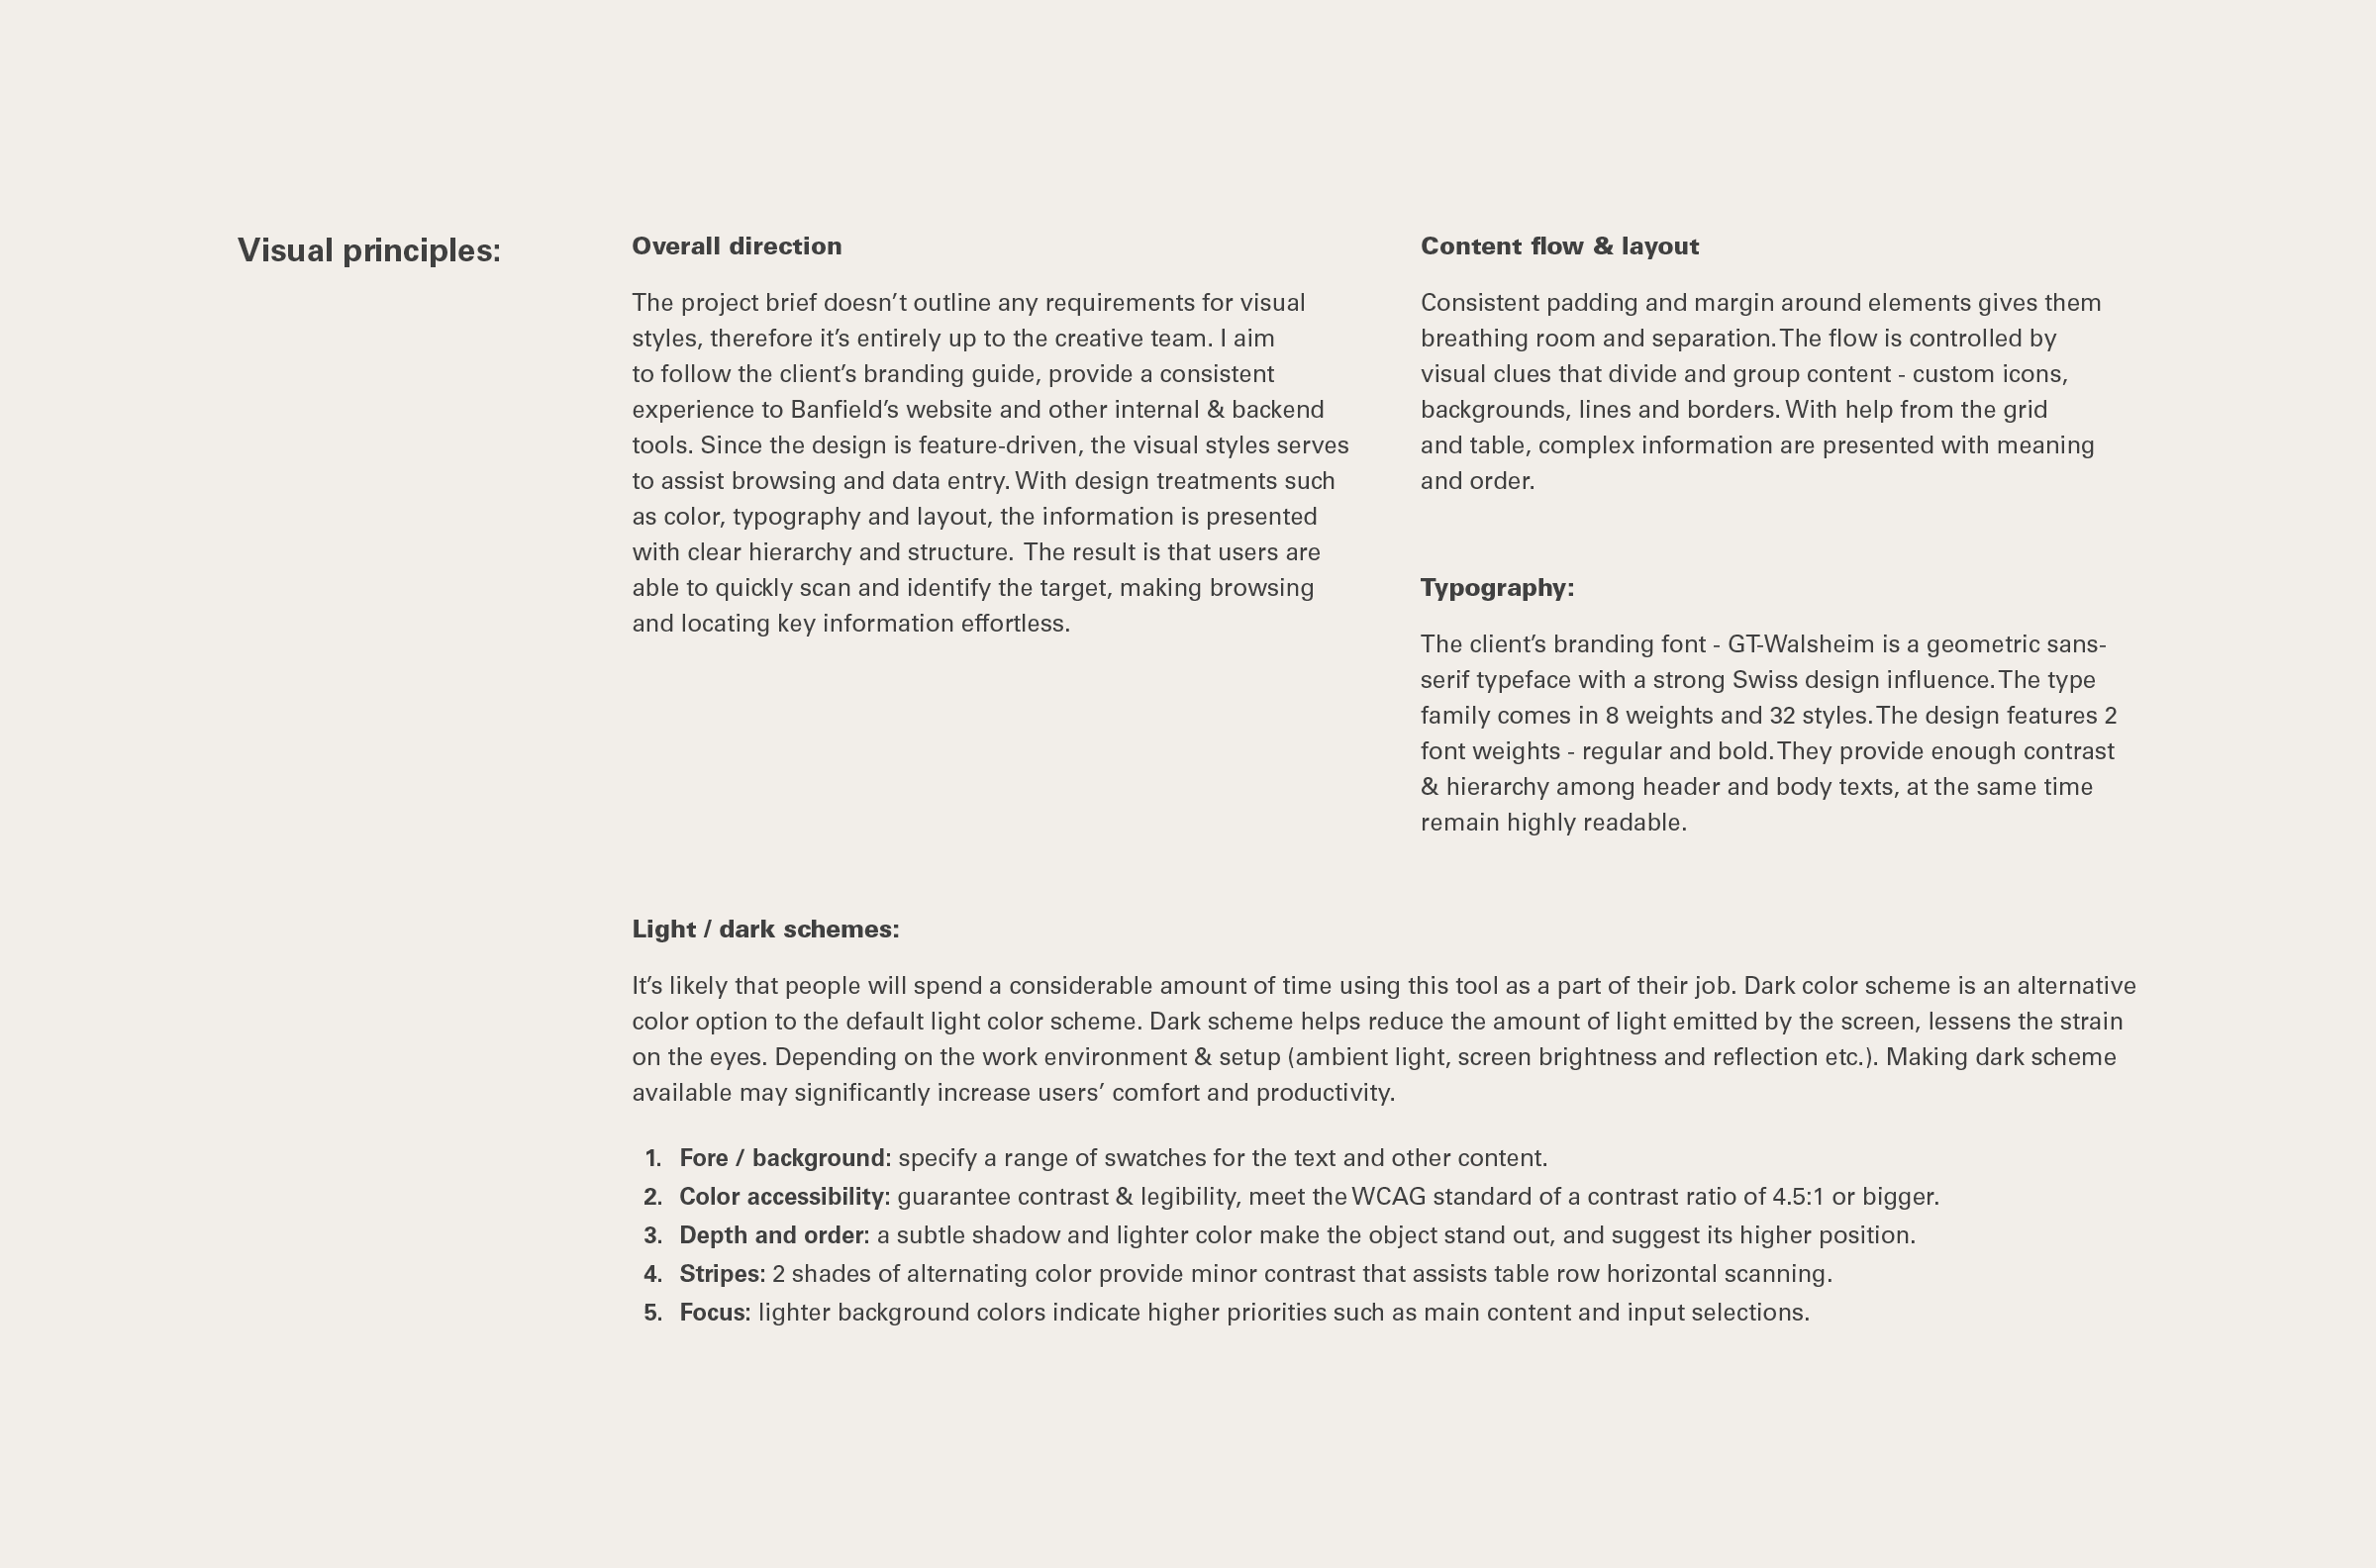 Visual principles:
Overall direction
The project brief doesn’t outline any requirements for visual
styles, therefore it’s entirely up to the creative team. I aim
to follow the client’s branding guide, provide a consistent
experience to Banfield’s website and other internal & backend
tools. Since the design is feature-driven, the visual styles serves
to assist browsing and data entry. With design treatments such
as color, typography and layout, the information is presented
with clear hierarchy and structure. The result is that users are
able to quickly scan and identify the target, making browsing
and locating key information effortless.
Content flow & layout
Consistent padding and margin around elements gives them
breathing room and separation. The flow is controlled by
visual clues that divide and group content - custom icons,
backgrounds, lines and borders. With help from the grid
and table, complex information are presented with meaning
and order.
Typography:
The client’s branding font - GT-Walsheim is a geometric sans-
serif typeface with a strong Swiss design influence. The type
family comes in 8 weights and 32 styles. The design features 2
font weights - regular and bold. They provide enough contrast
& hierarchy among header and body texts, at the same time
remain highly readable.
Light / dark schemes:
It’s likely that people will spend a considerable amount of time using this tool as a part of their job. Dark color scheme is an alternative
color option to the default light color scheme. Dark scheme helps reduce the amount of light emitted by the screen, lessens the strain
on the eyes. Depending on the work environment & setup (ambient light, screen brightness and reflection etc.). Making dark scheme
available may significantly increase users’ comfort and productivity.
1. Fore / background: specify a range of swatches for the text and other content.
2. Color accessibility: guarantee contrast & legibility, meet the WCAG standard of a contrast ratio of 4.5:1 or bigger.
3. Depth and order: a subtle shadow and lighter color make the object stand out, and suggest its higher position.
4. Stripes: 2 shades of alternating color provide minor contrast that assists table row horizontal scanning.
5. Focus: lighter background colors indicate higher priorities such as main content and input selections.